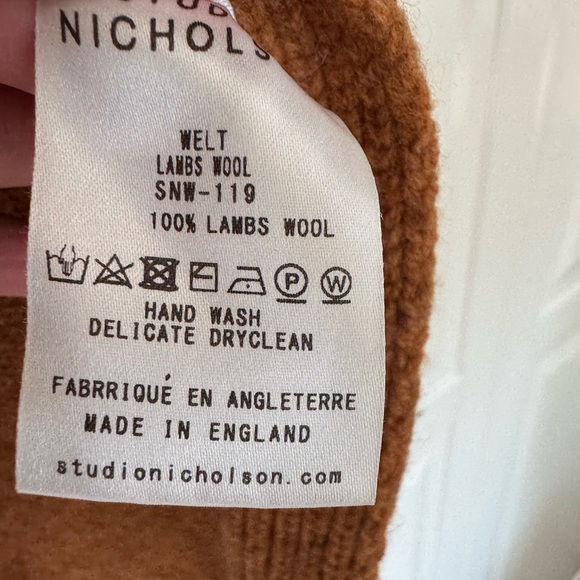 NICHOLS
WELT
LAMBS WOOL
SNW-119
100% LAMBS WOOL
P W
HAND WASH
DELICATE DRYCLEAN
FABRRIQUÉ EN ANGLETERRE
MADE IN ENGLAND
studionicholson.com